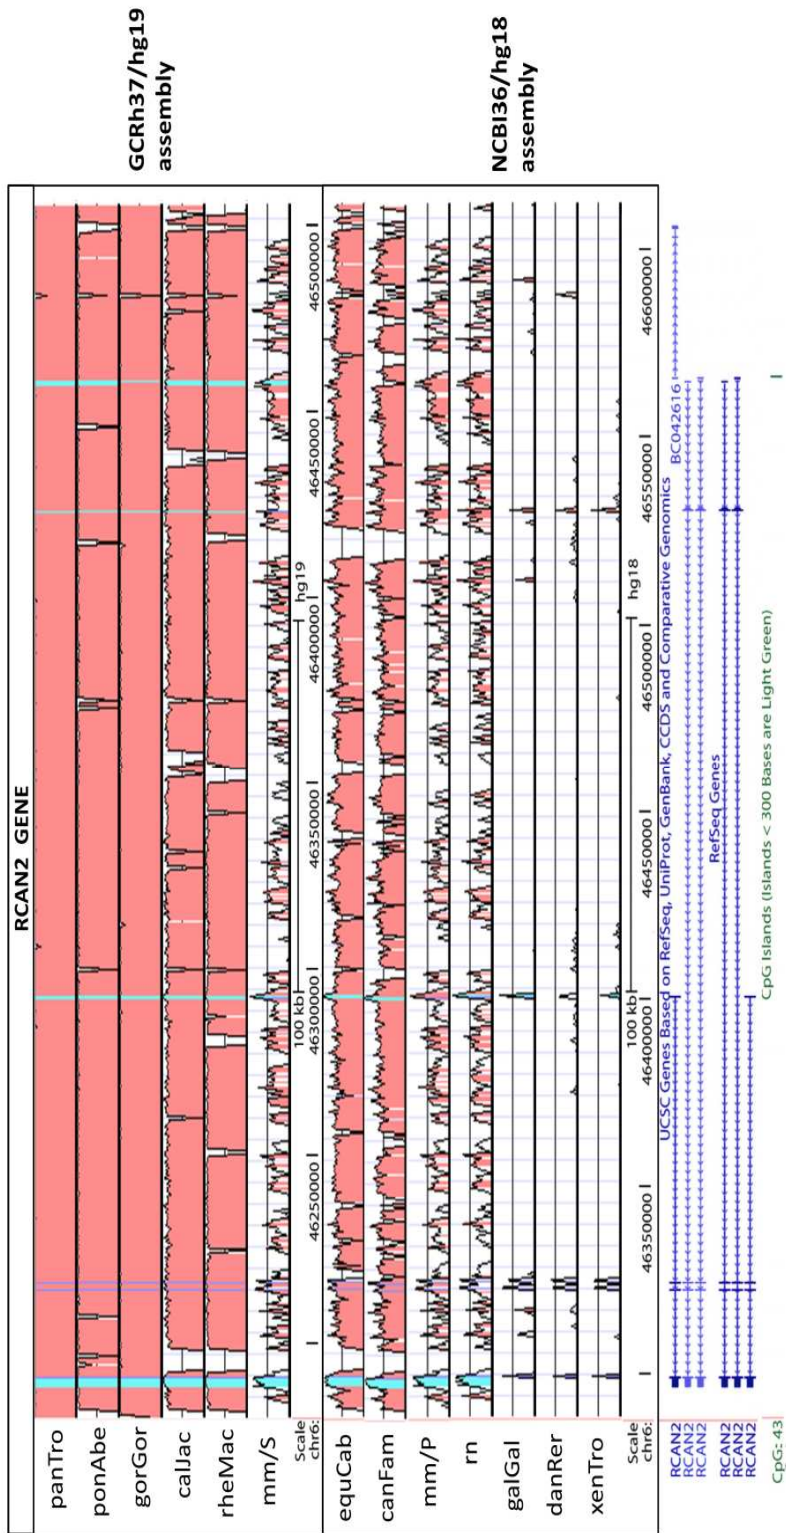 RCAN2 GENE
panTro
ponAbe
gorGor
calJac
rheMac
mm/S
GCRh37/hg19
assembly
Scale
chr6:
100 kb
hg19
46250000 46300000 46350000 46400000 46450000 46500000
equCab
canFam
mm/P
rn
galGal
danRer
xenTro
NCBI36/hg18
assembly
Scale
chr6:
100 kb
hg18
46350000 46400000 46450000 46500000 46550000 46600000
UCSC Genes Based on RefSeq, UniProt, GenBank, CCDS and Comparative Genomics
RCAN2
BC042616
RCAN2
RCAN2
RefSeq Genes
RCAN2
RCAN2
RCAN2
CpG Islands (Islands < 300 Bases are Light Green)
CpG: 43